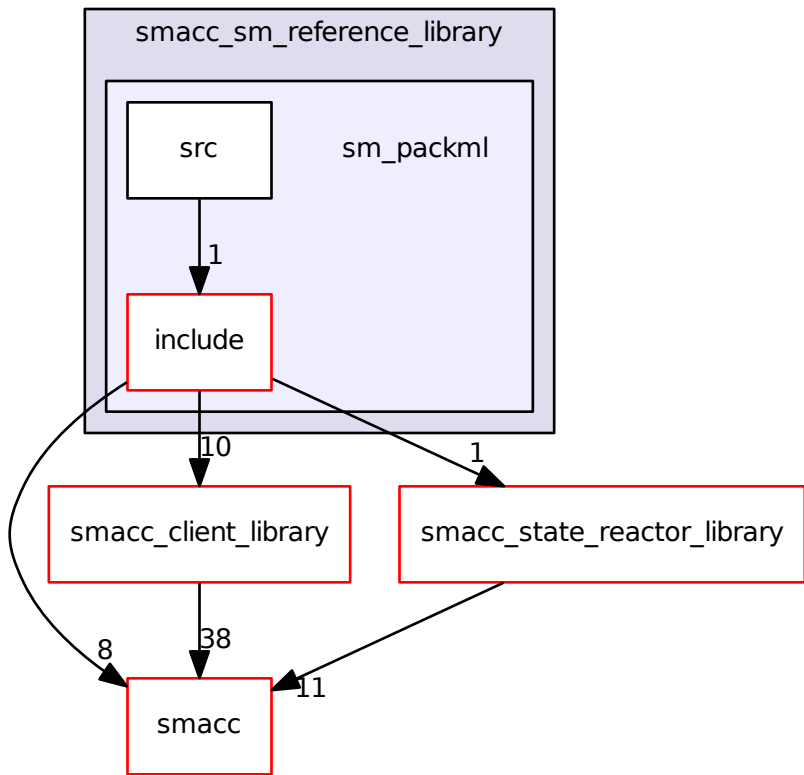 smacc_sm_reference_library
src
sm_packml
1
include
10
1
smacc_client_library
smacc_state_reactor_library
8
38
11
smacc